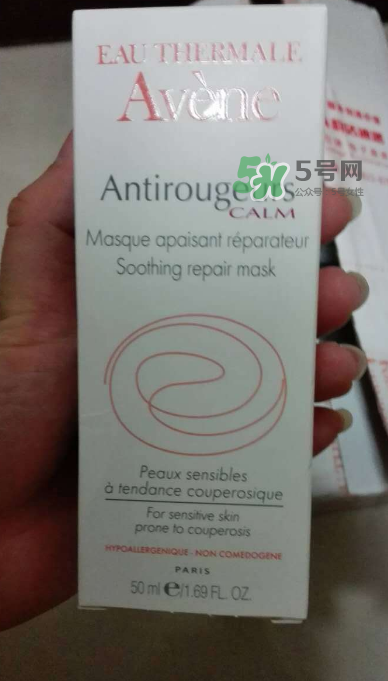 EAU THERMALE
Avène
5号网
Antirougeurs
CALM
Masque apaisant réparateur
Soothing repair mask
Peaux sensibles
à tendance couperosique
For sensitive skin
prone to couperosis
HYPOALLERGENIQUE - NON COMEDOGENE
PARIS
50 ml e/1.69 FL. OZ.